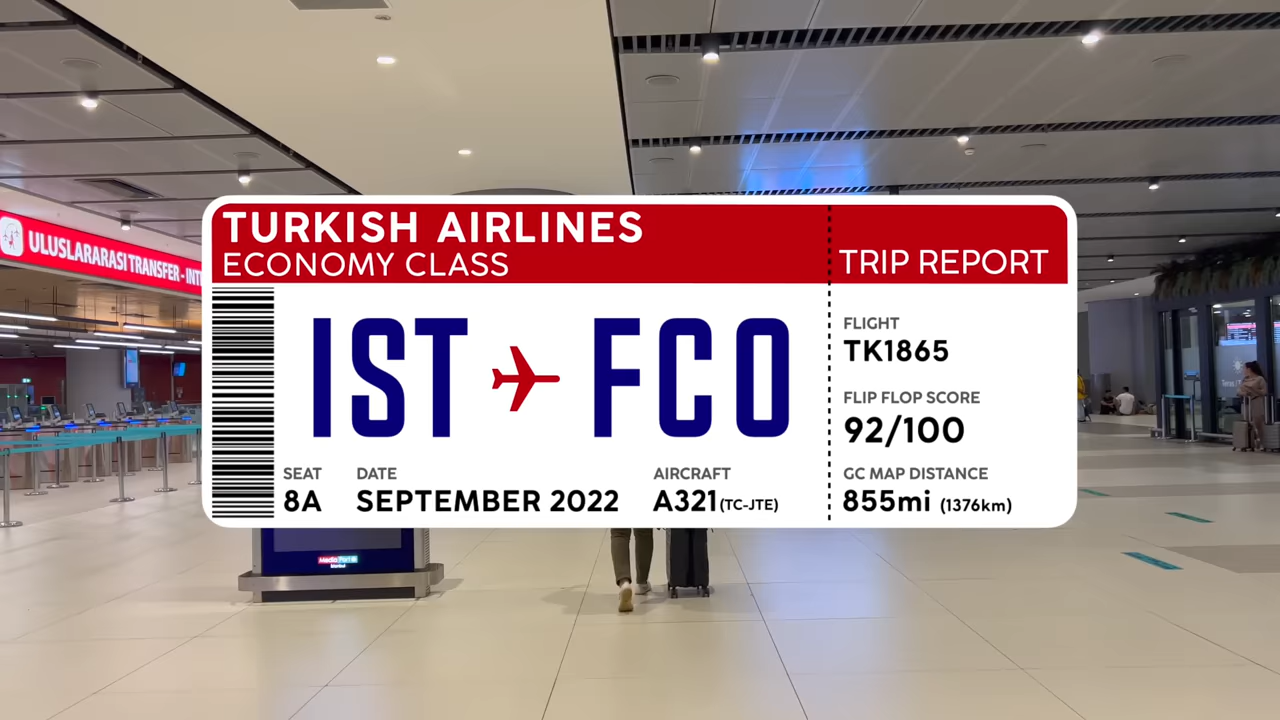 ULUSLARARASI TRANSFER - INT
TURKISH AIRLINES
ECONOMY CLASS
TRIP REPORT
IST FCO
FLIGHT
TK1865
FLIP FLOP SCORE
92/100
SEAT
8A
DATE
SEPTEMBER 2022
AIRCRAFT
A321 (TC-JTE)
GC MAP DISTANCE
855mi (1376km)